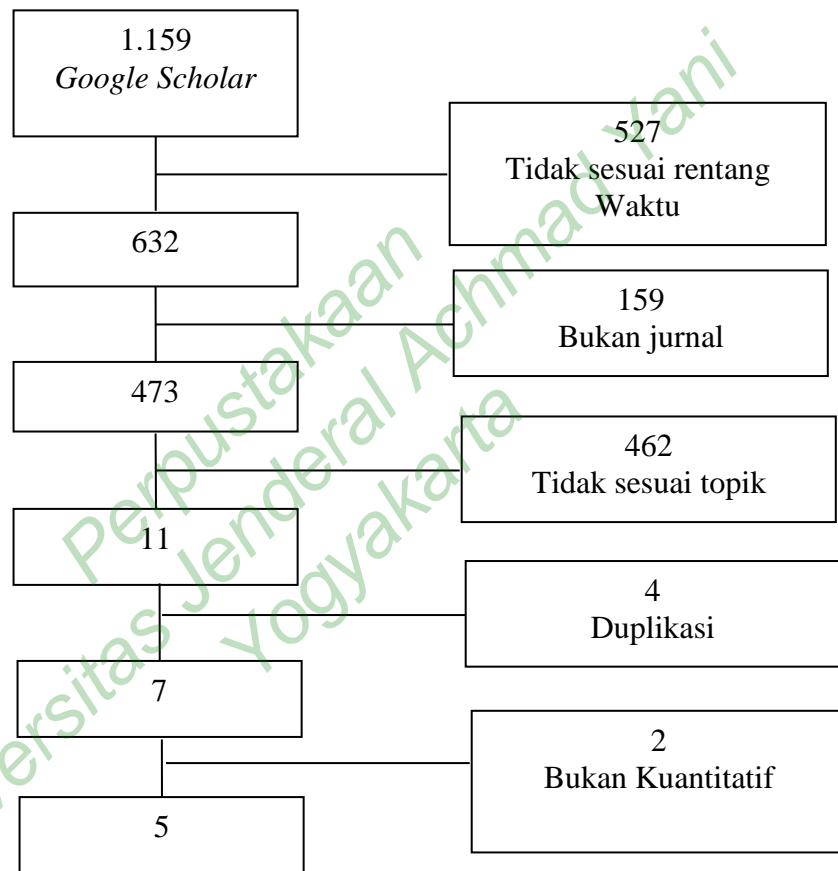 1.159
Google Scholar
527
Tidak sesuai rentang
Waktu
632
159
Bukan jurnal
473
462
Tidak sesuai topik
11
4
Duplikasi
7
2
Bukan Kuantitatif
5
Perpustakaan
versitas Jenderal Achmad Yani
Yogyakarta